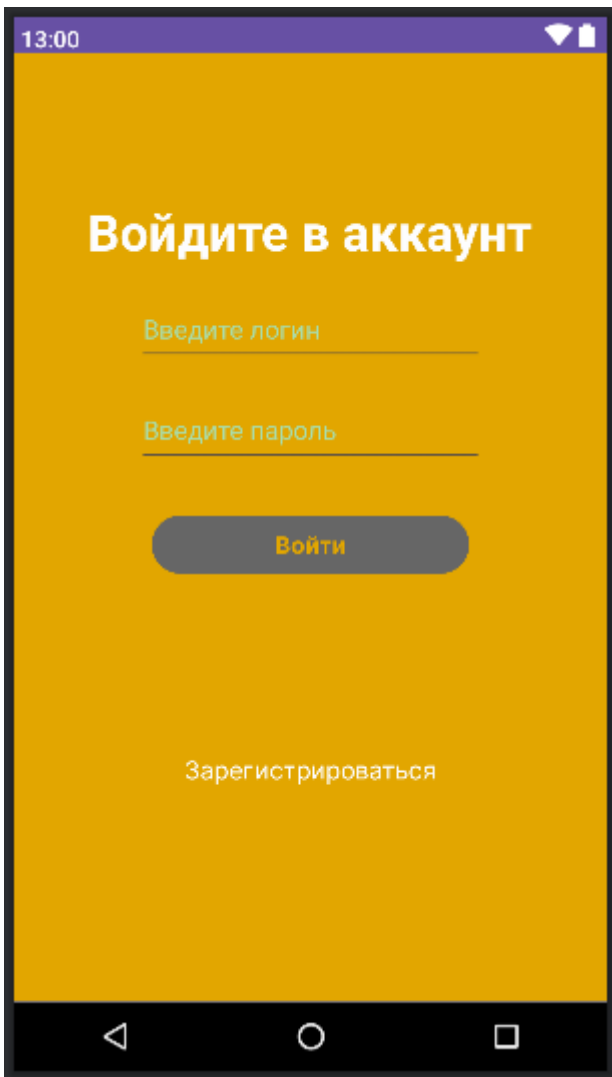 13:00
Войдите в аккаунт
Введите логин
Введите пароль
Войти
Зарегистрироваться